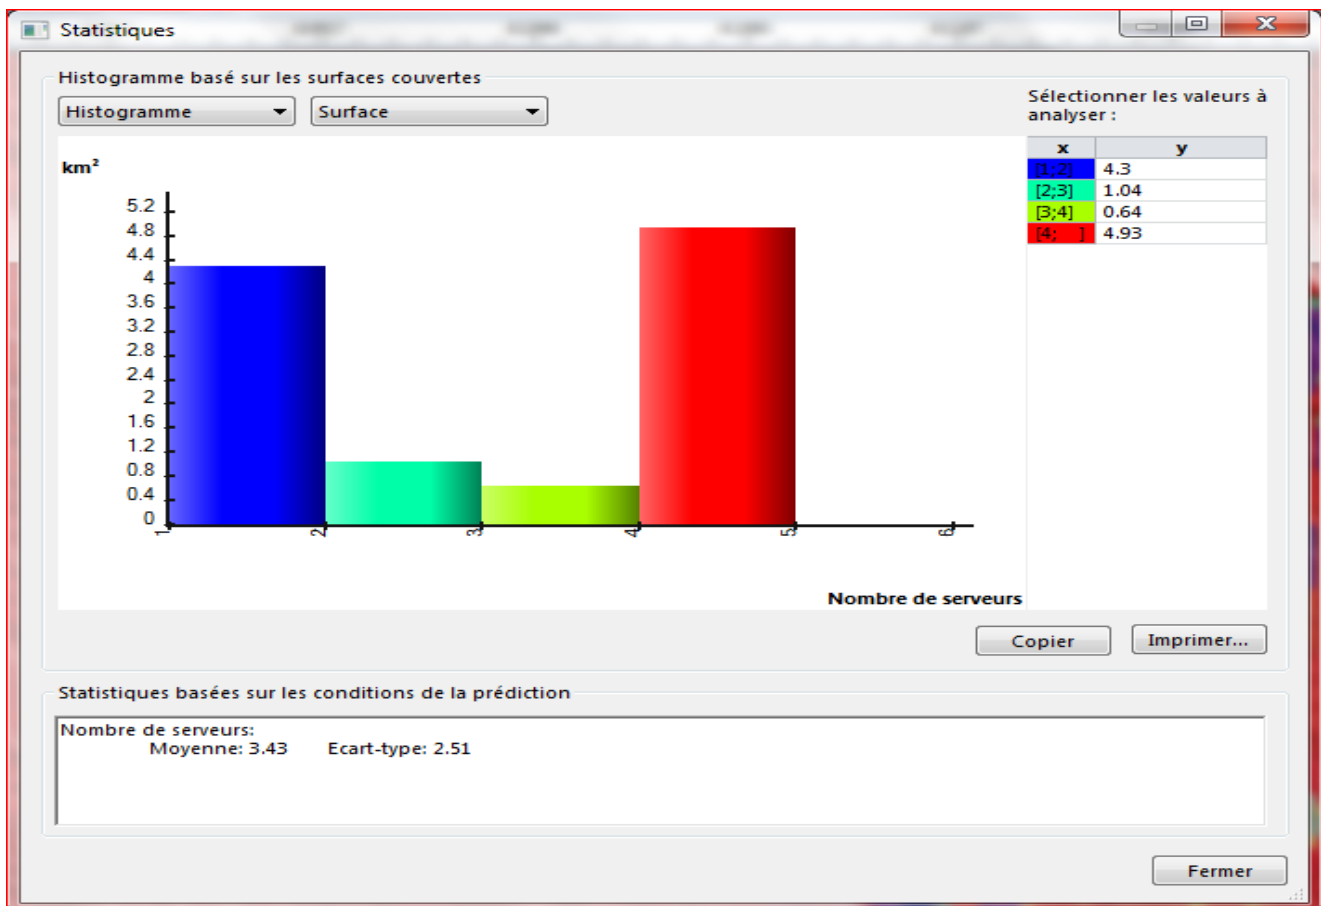 Statistiques
Histogramme basé sur les surfaces couvertes
Histogramme
Surface
Sélectionner les valeurs à
analyser :
km²
5.2
4.8
4.4
4
3.6
3.2
2.8
2.4
2
1.6
1.2
0.8
0.4
0
1 2 3 4 5 6
Nombre de serveurs
x y
[1;2] 4.3
[2;3] 1.04
[3;4] 0.64
[4; ] 4.93
Copier
Imprimer...
Statistiques basées sur les conditions de la prédiction
Nombre de serveurs:
Moyenne: 3.43 Ecart-type: 2.51
Fermer